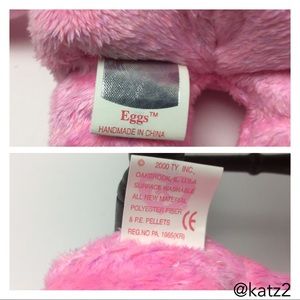 Eggs™
HANDMADE IN CHINA
© 2000 TY INC.,
OAKBROOK, IL, U.S.A
SURFACE WASHABLE
ALL NEW MATERIAL
POLYESTER FIBER
& P.E. PELLETS CE
REG.NO PA. 1965(KR)
@katz2